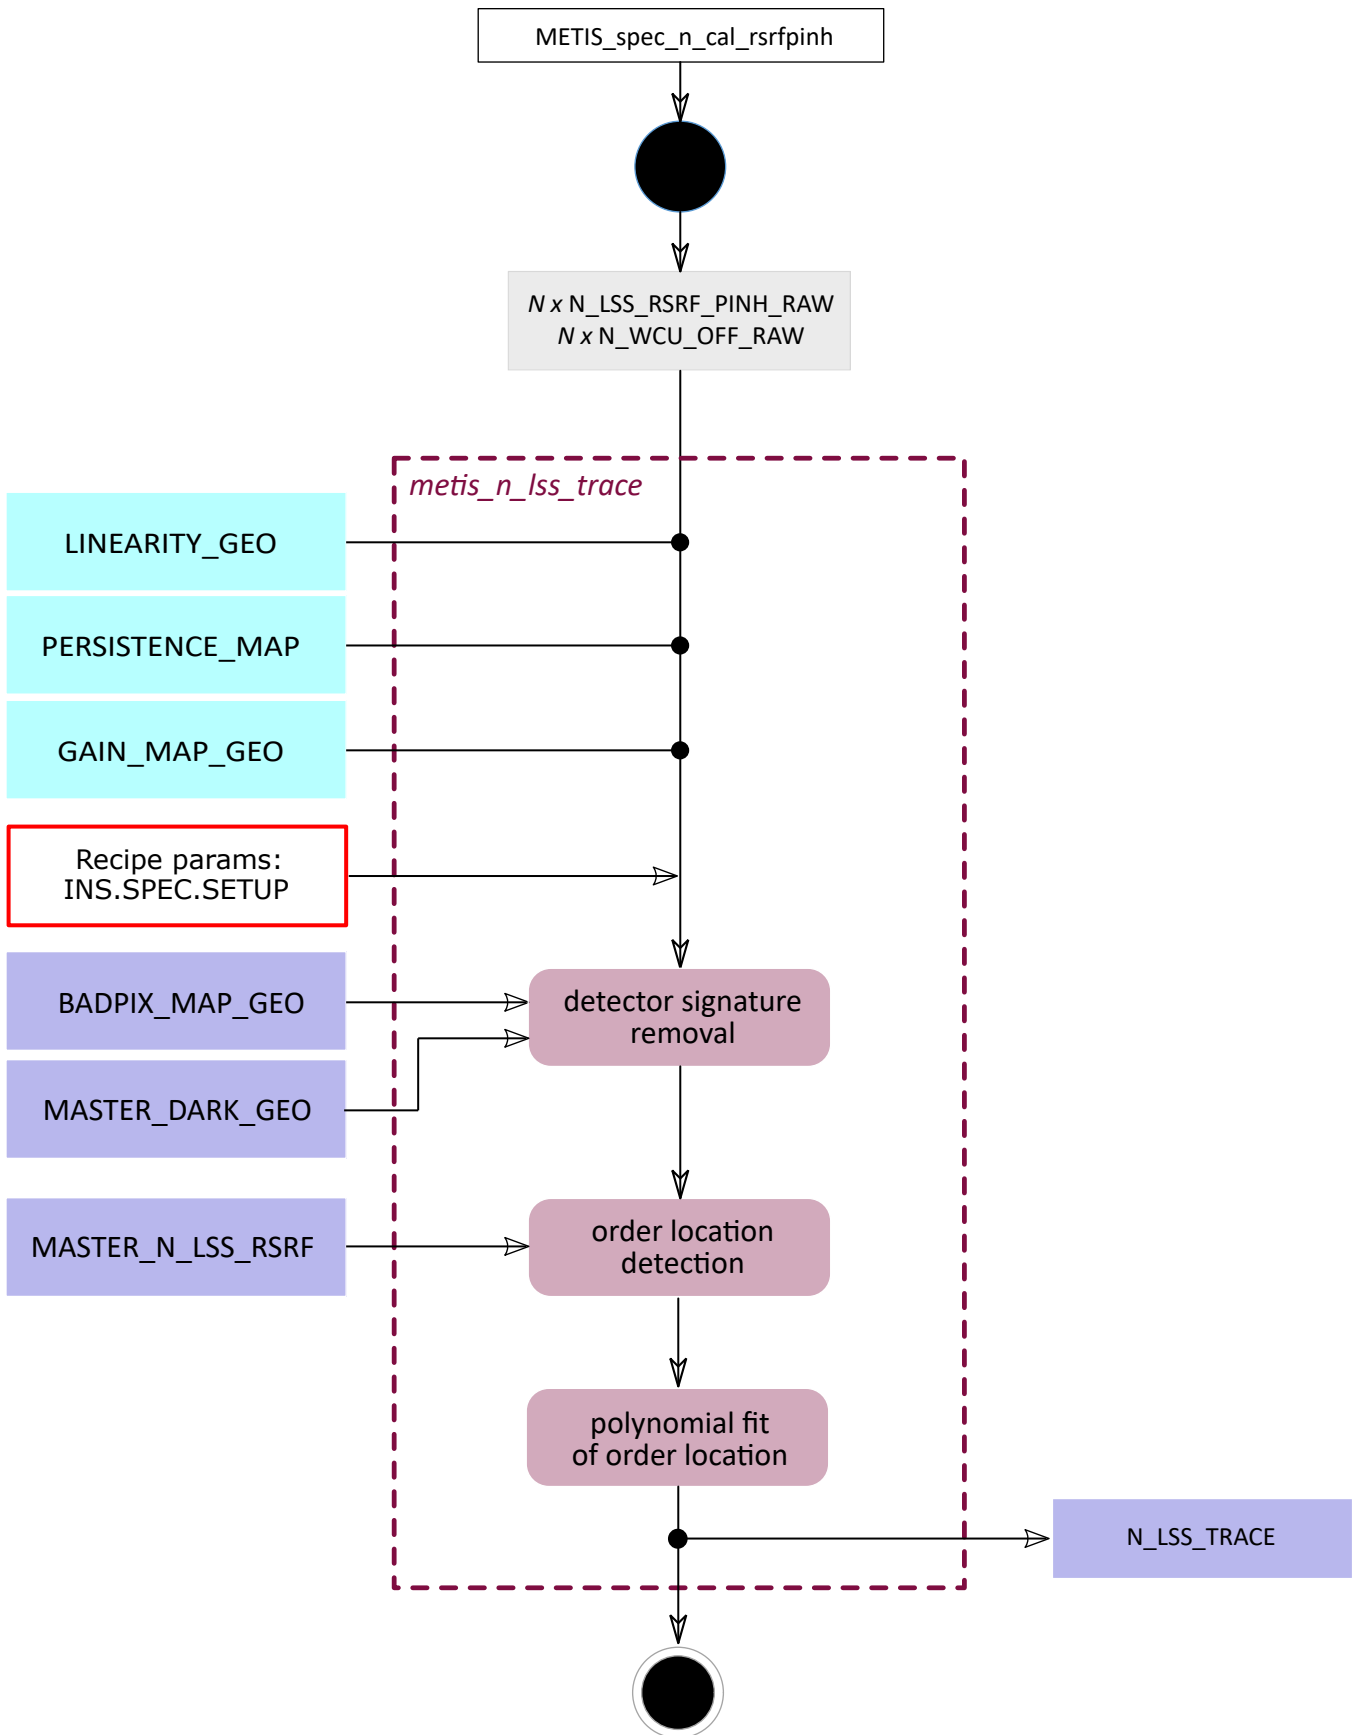 METIS_spec_n_cal_rsrfpinh
N x N_LSS_RSRF_PINH_RAW
N x N_WCU_OFF_RAW
metis_n_lss_trace
LINEARITY_GEO
PERSISTENCE_MAP
GAIN_MAP_GEO
Recipe params:
INS.SPEC.SETUP
BADPIX_MAP_GEO
detector signature
removal
MASTER_DARK_GEO
MASTER_N_LSS_RSRF
order location
detection
polynomial fit
of order location
N_LSS_TRACE